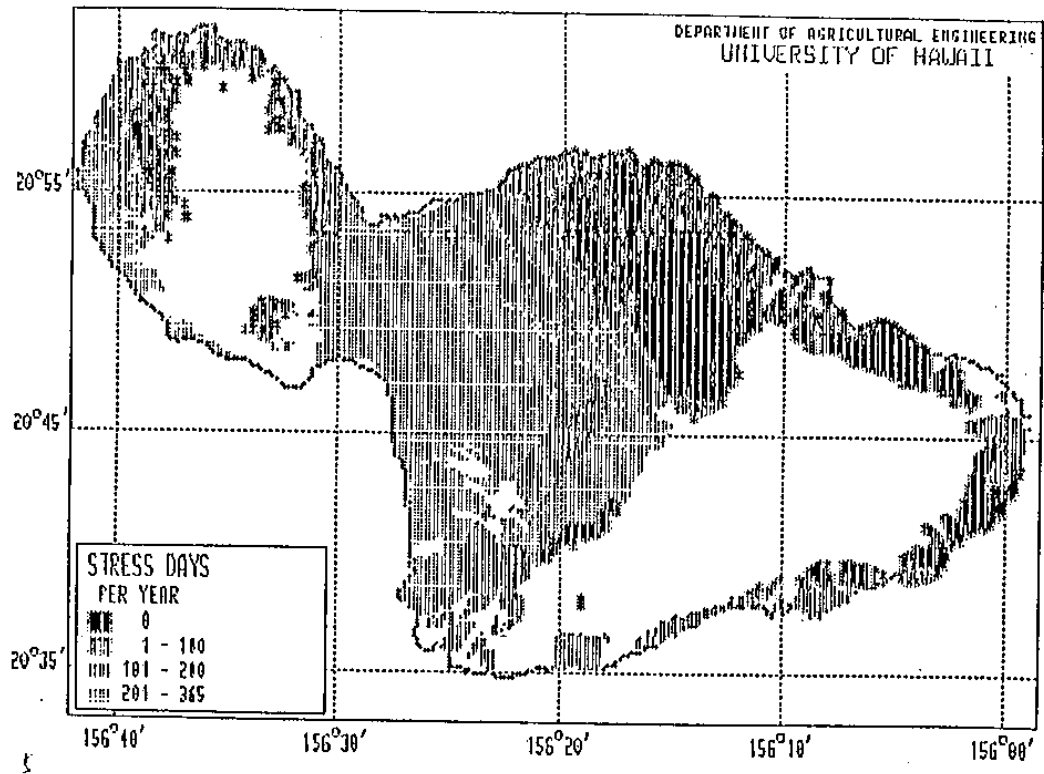 DEPARTMENT OF AGRICULTURAL ENGINEERING
UNIVERSITY OF HAWAII
20°55'
20°45'
20°35'
STRESS DAYS
PER YEAR
0
1 - 100
101 - 200
201 - 365
156°40' 156°30' 156°20' 156°10' 156°00'